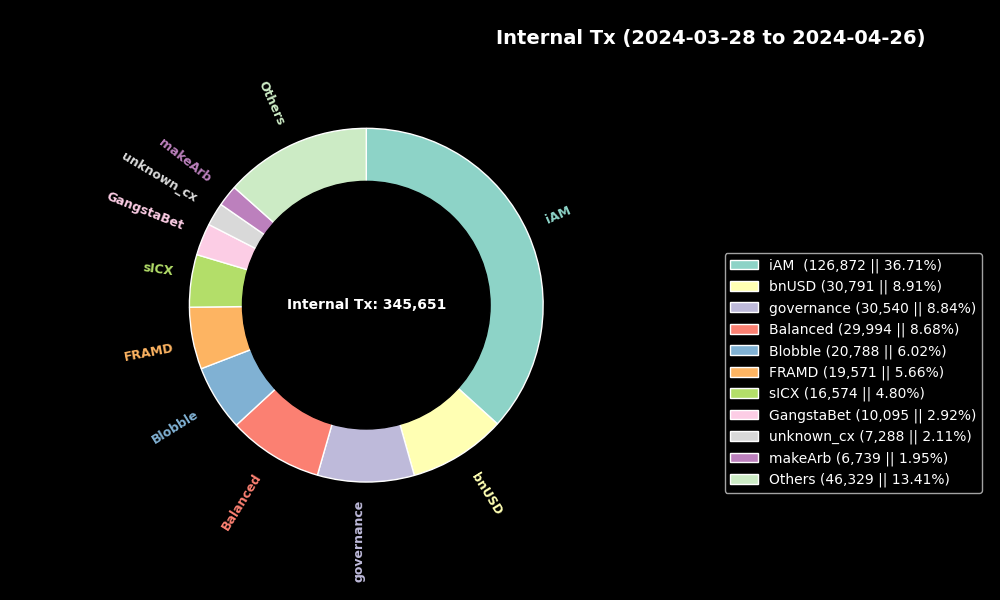 Internal Tx (2024-03-28 to 2024-04-26)
Others
makeArb
unknown_cx
GangstaBet
sICX
FRAMD
Blobble
Balanced
governance
bnUSD
iAM
Internal Tx: 345,651
iAM  (126,872 || 36.71%)
bnUSD (30,791 || 8.91%)
governance (30,540 || 8.84%)
Balanced (29,994 || 8.68%)
Blobble (20,788 || 6.02%)
FRAMD (19,571 || 5.66%)
sICX (16,574 || 4.80%)
GangstaBet (10,095 || 2.92%)
unknown_cx (7,288 || 2.11%)
makeArb (6,739 || 1.95%)
Others (46,329 || 13.41%)